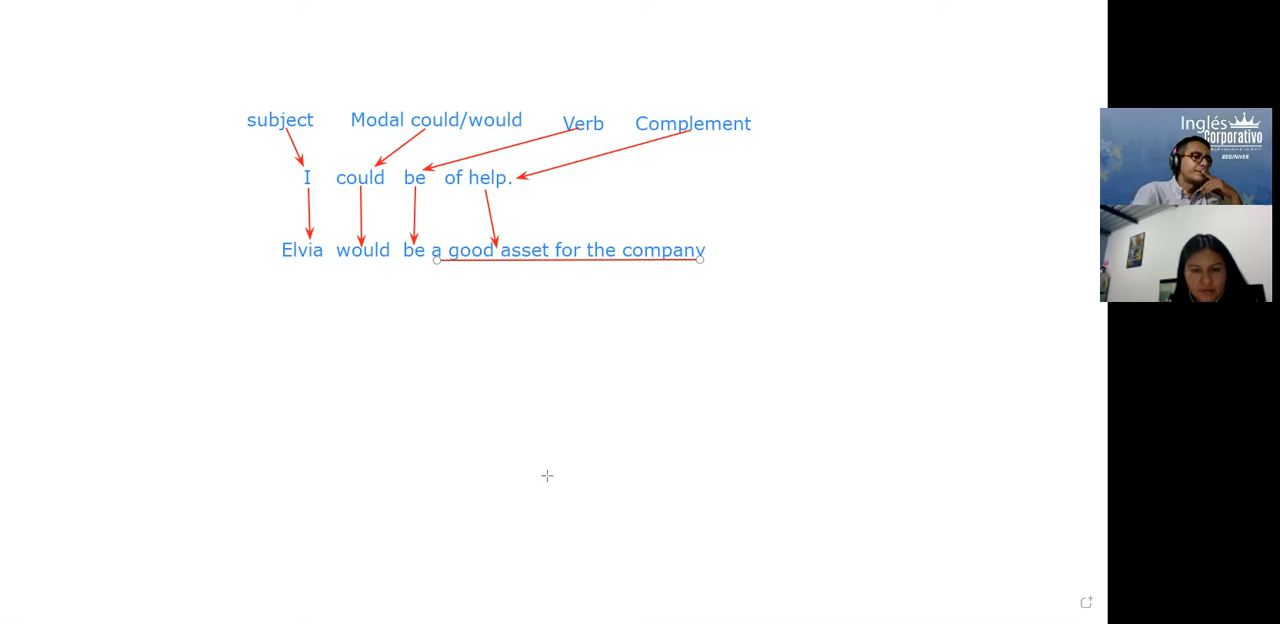 subject Modal could/would Verb Complement
I could be of help.
Elvia would be a good asset for the company
Inglés
Corporativo
BEGINNER